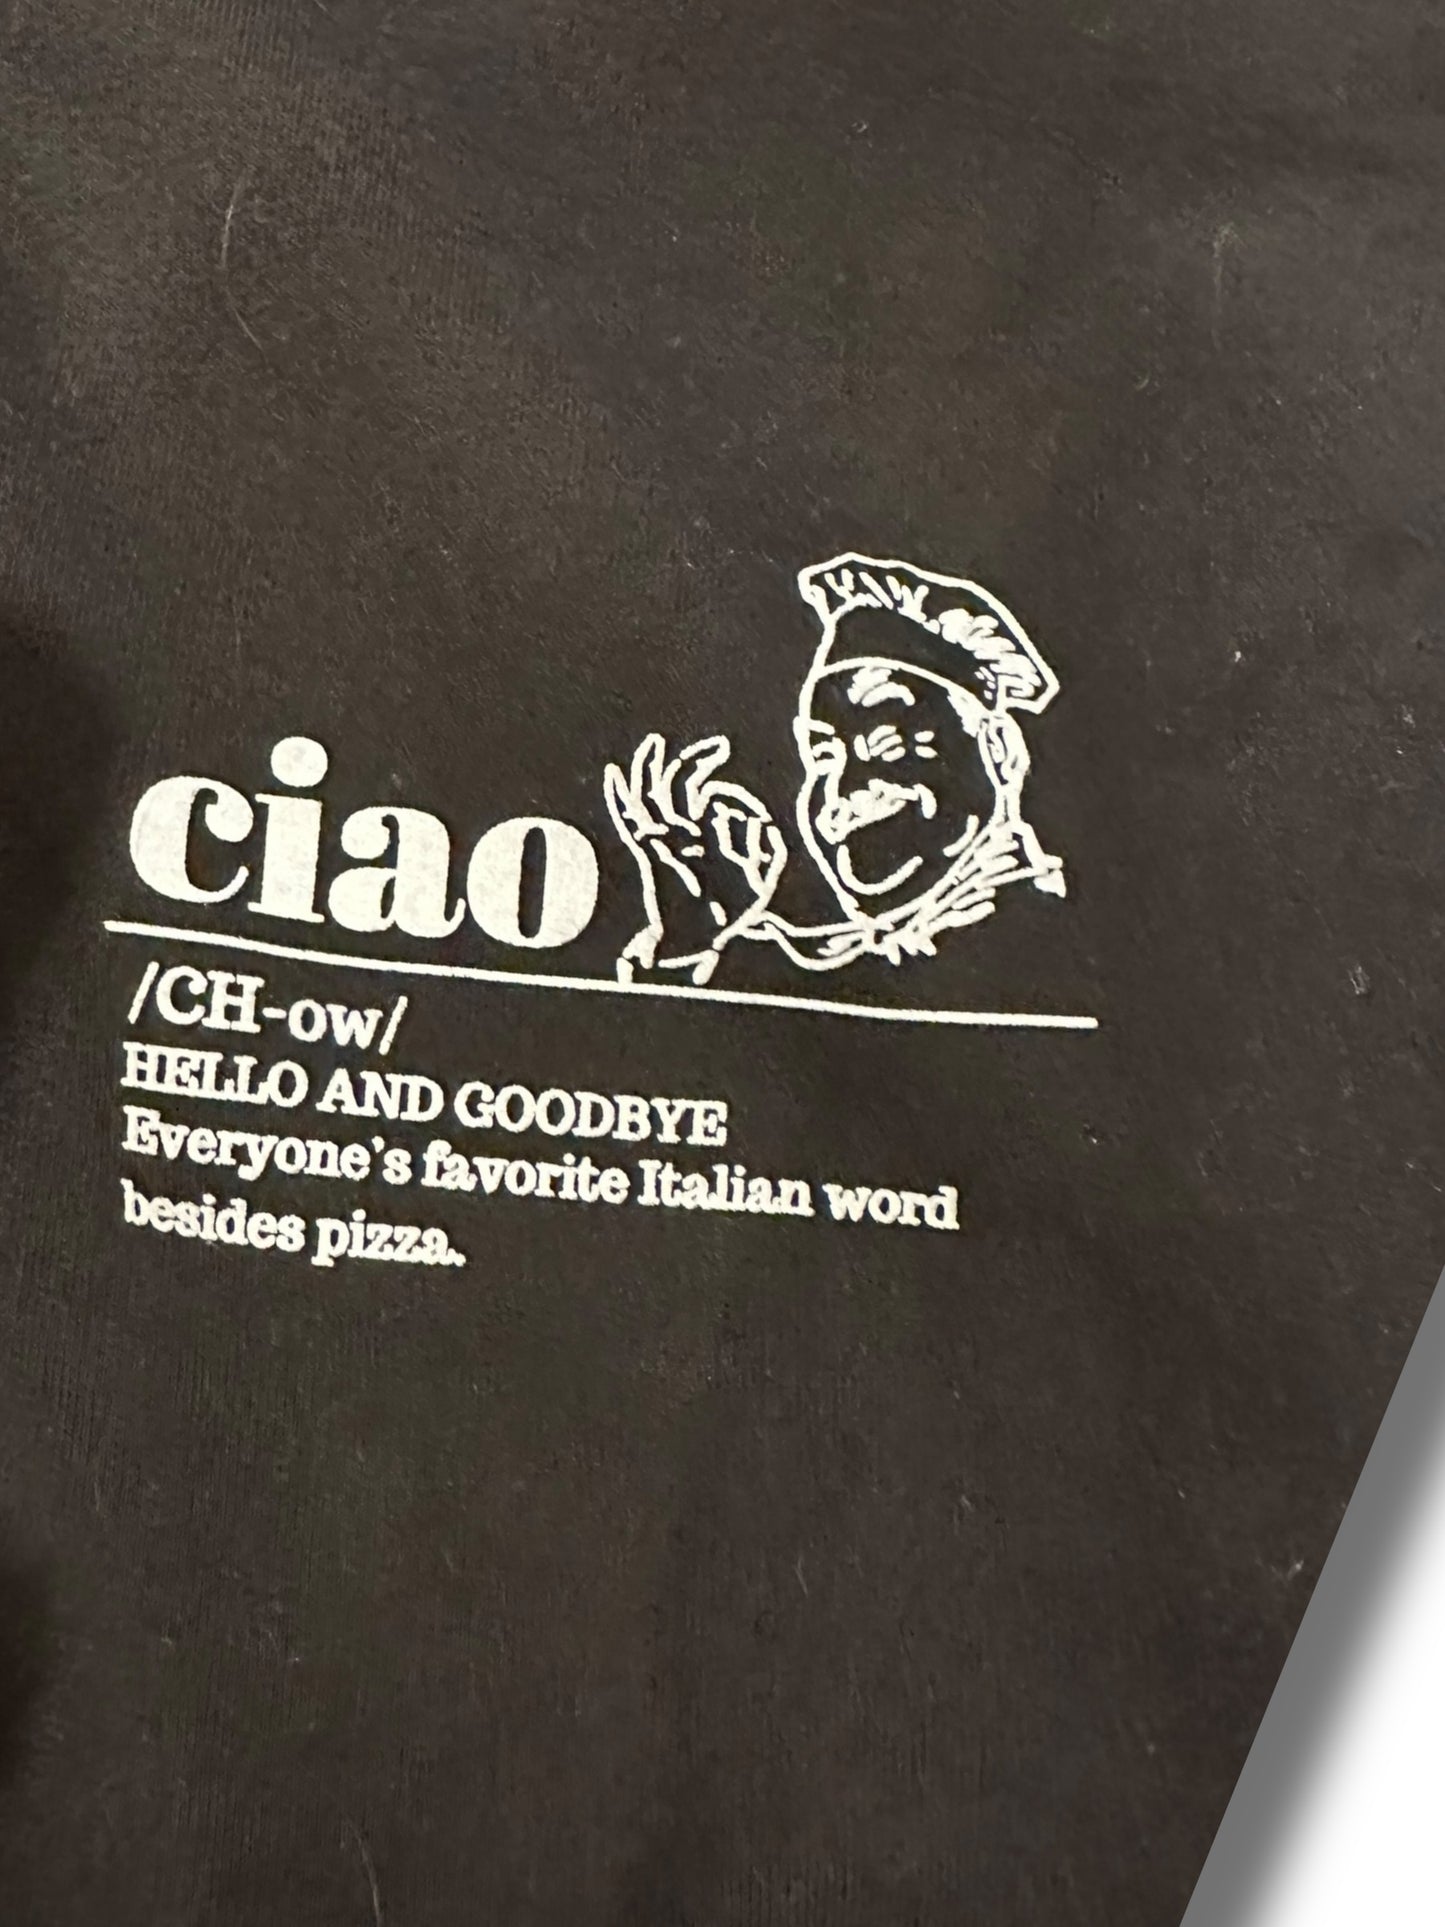 ciao
/CH-ow/
HELLO AND GOODBYE
Everyone's favorite Italian word
besides pizza.